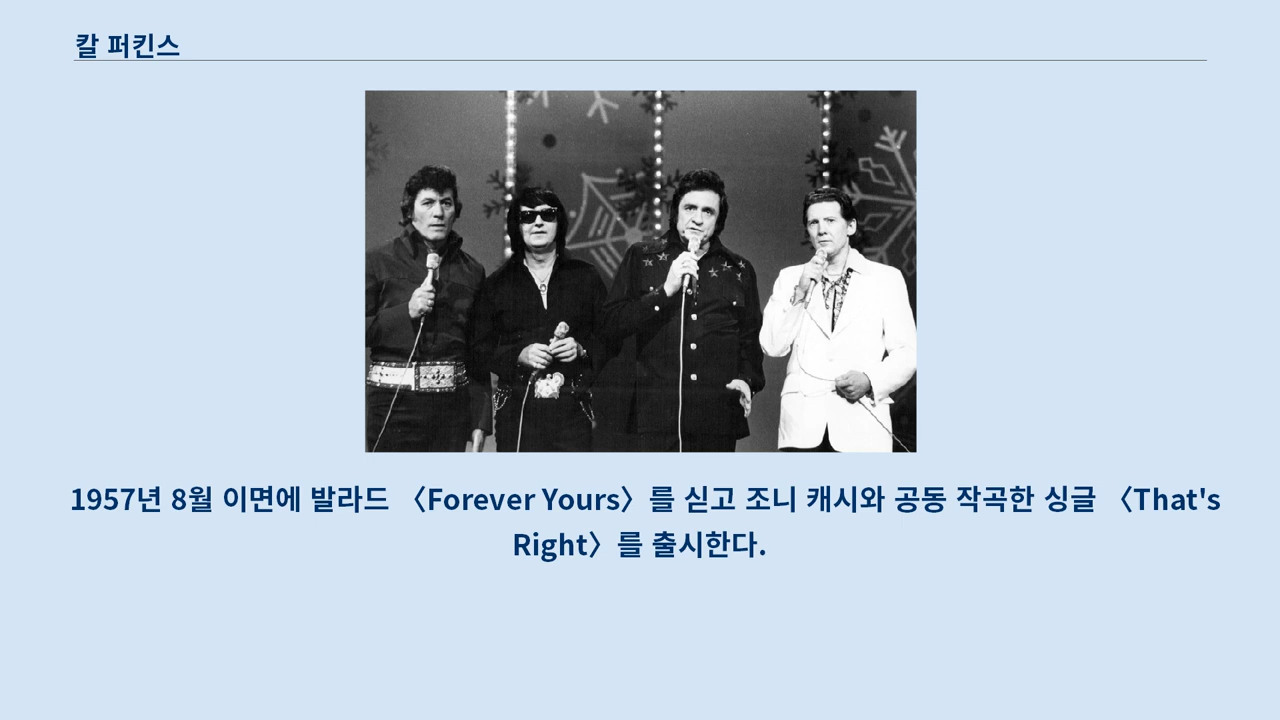 칼 퍼킨스
1957년 8월 이면에 발라드 〈Forever Yours〉를 싣고 조니 캐시와 공동 작곡한 싱글 〈That's
Right〉를 출시한다.